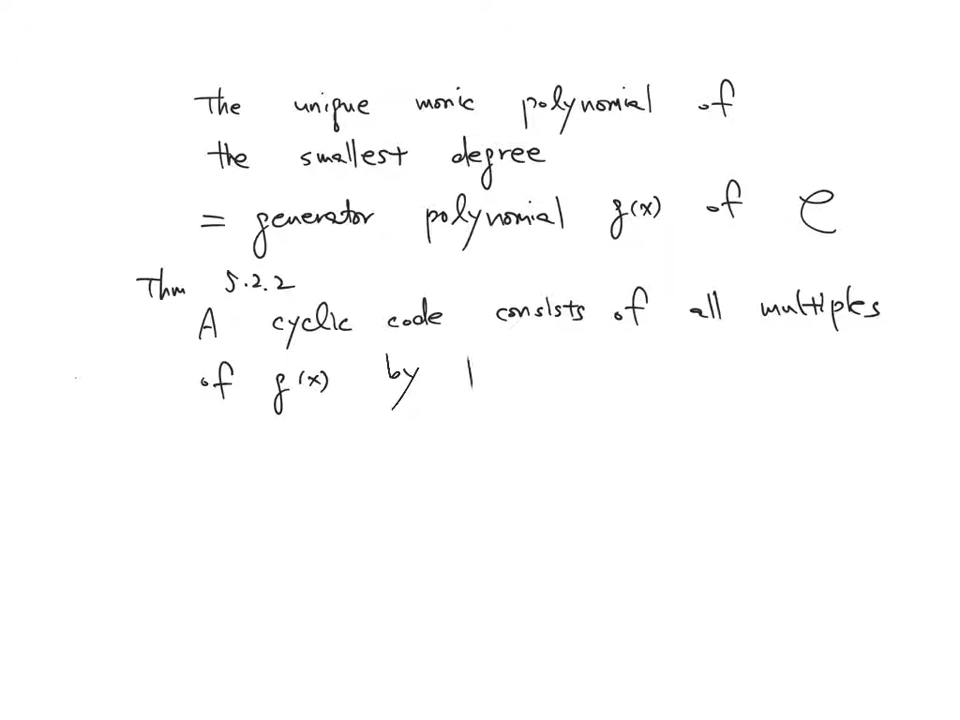 The unique monic polynomial of
the smallest degree
= generator polynomial g(x) of C
Thm 5.2.2
A cyclic code consists of all multiples
of g(x) by